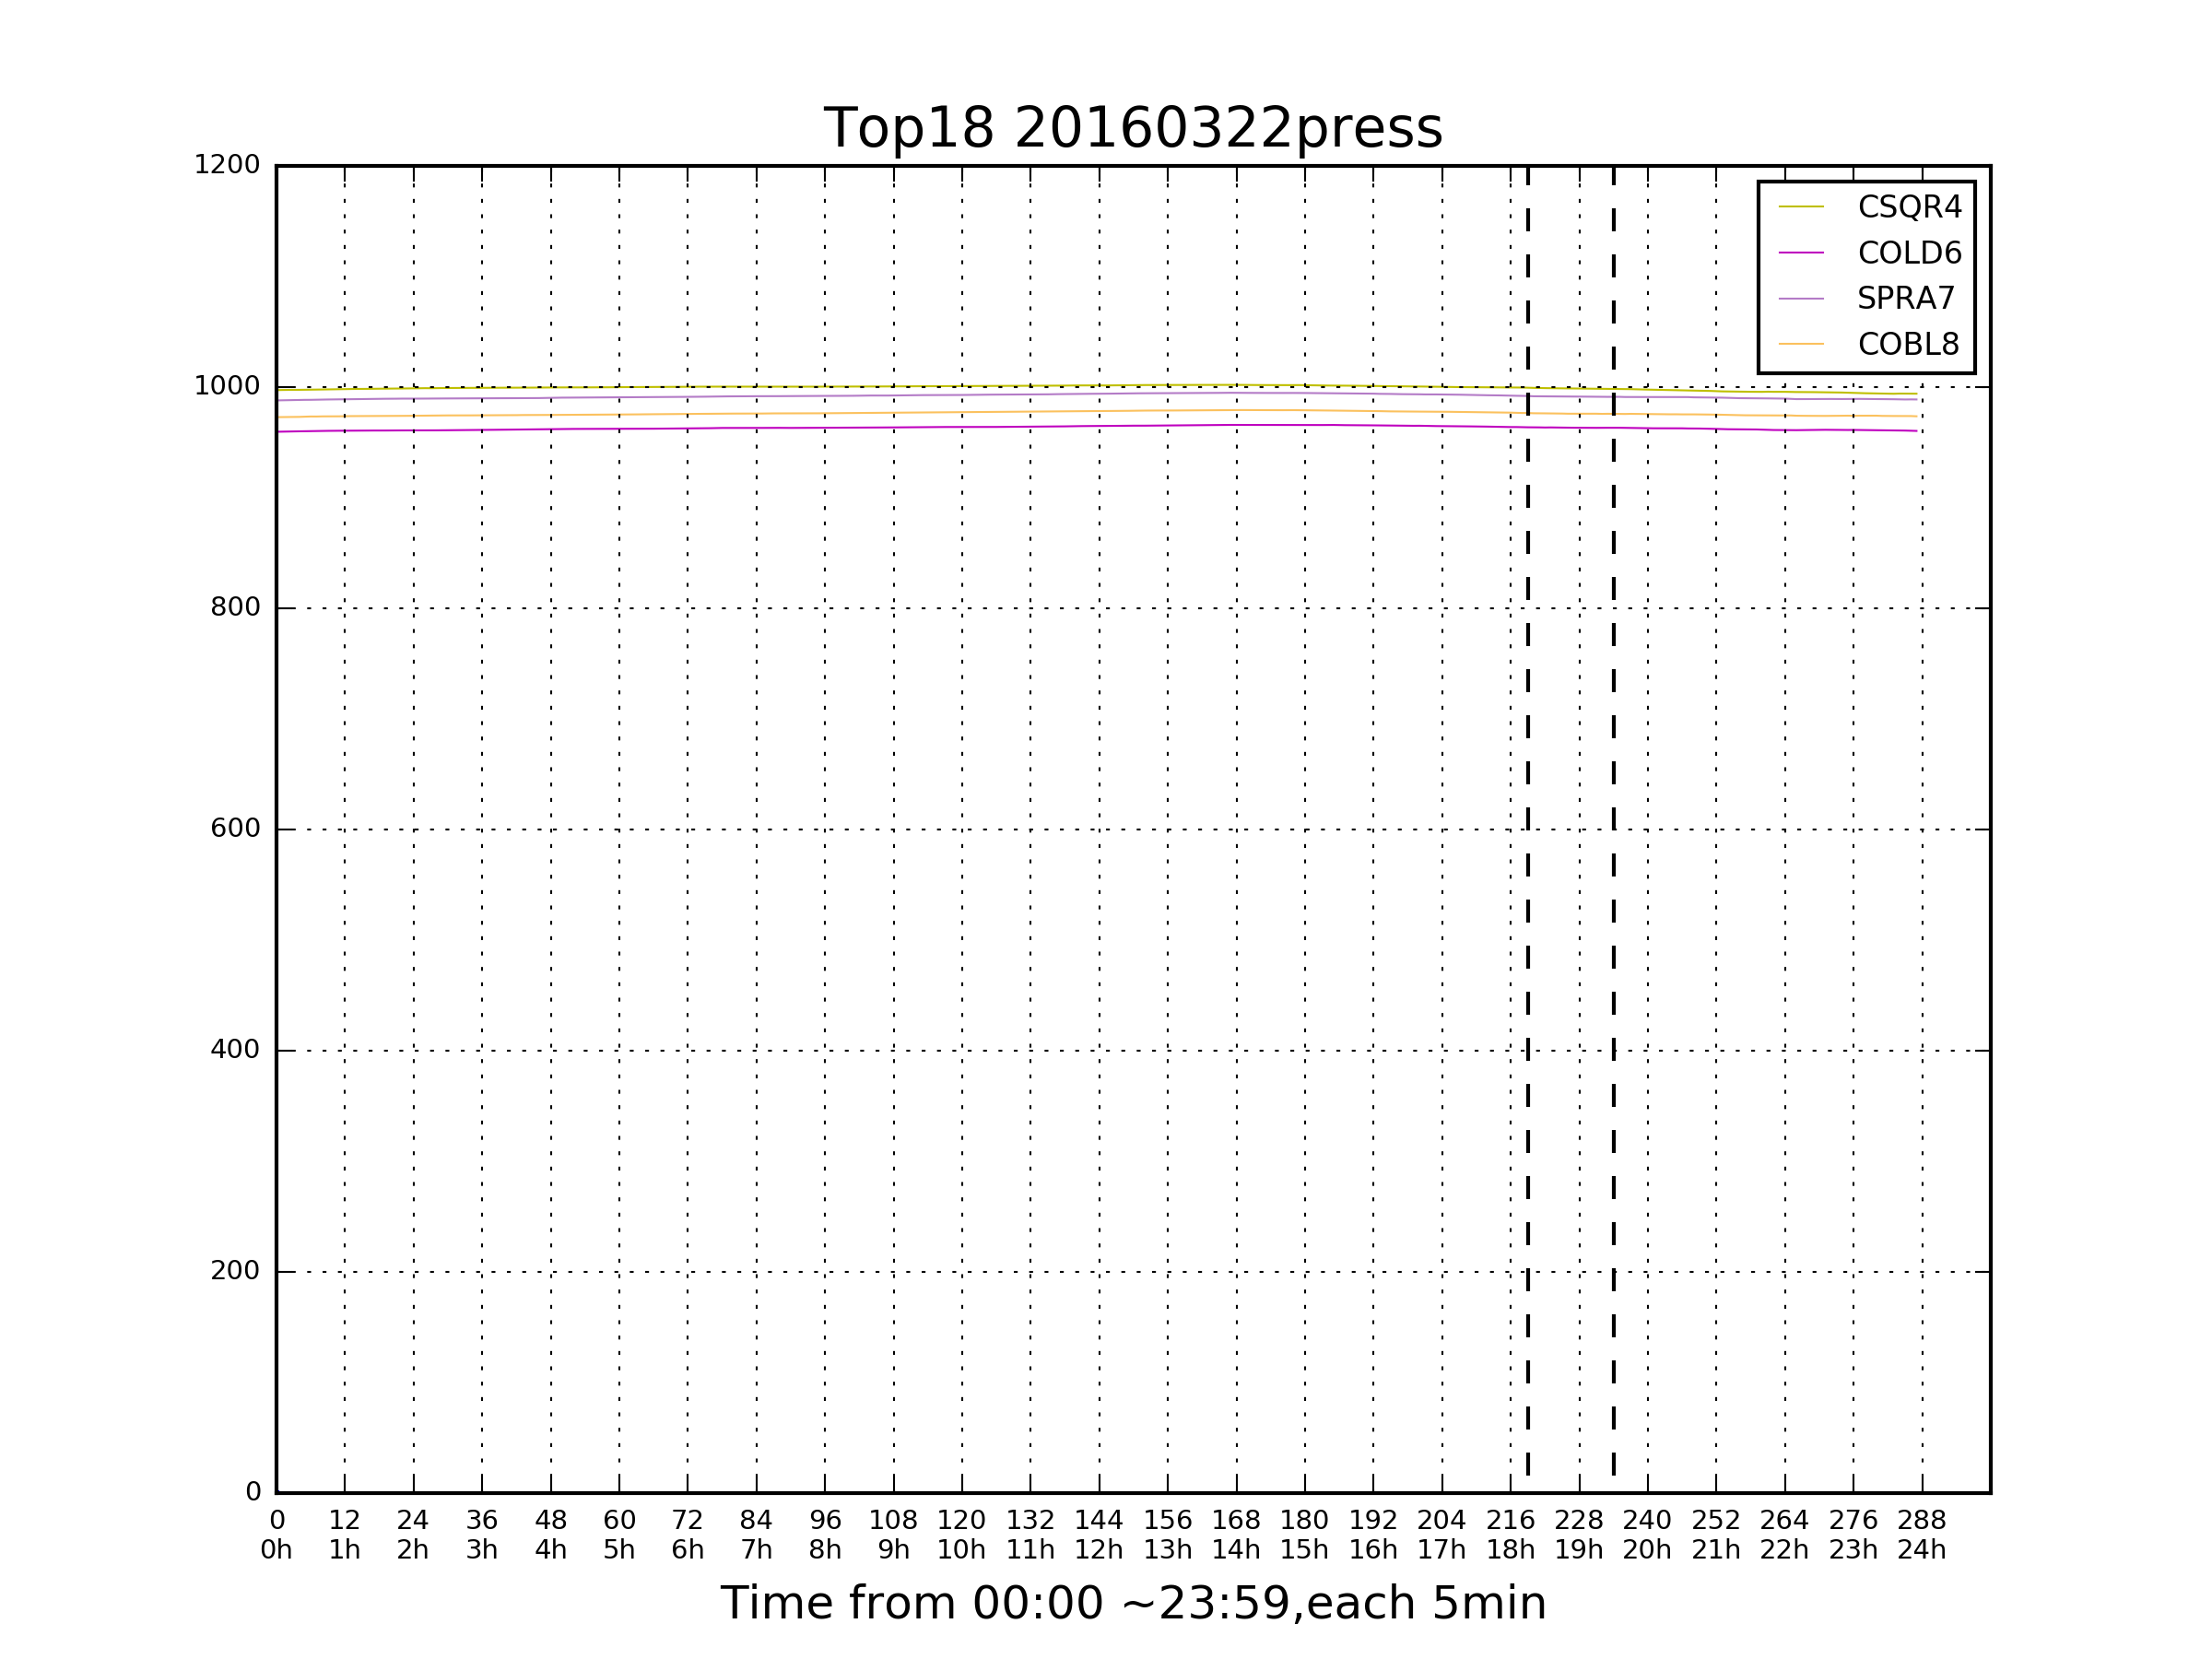 Top18 20160322press
1200
1000
800
600
400
200
0
CSQR4
COLD6
SPRA7
COBL8
0 12 24 36 48 60 72 84 96 108 120 132 144 156 168 180 192 204 216 228 240 252 264 276 288
0h 1h 2h 3h 4h 5h 6h 7h 8h 9h 10h 11h 12h 13h 14h 15h 16h 17h 18h 19h 20h 21h 22h 23h 24h
Time from 00:00 ~23:59,each 5min